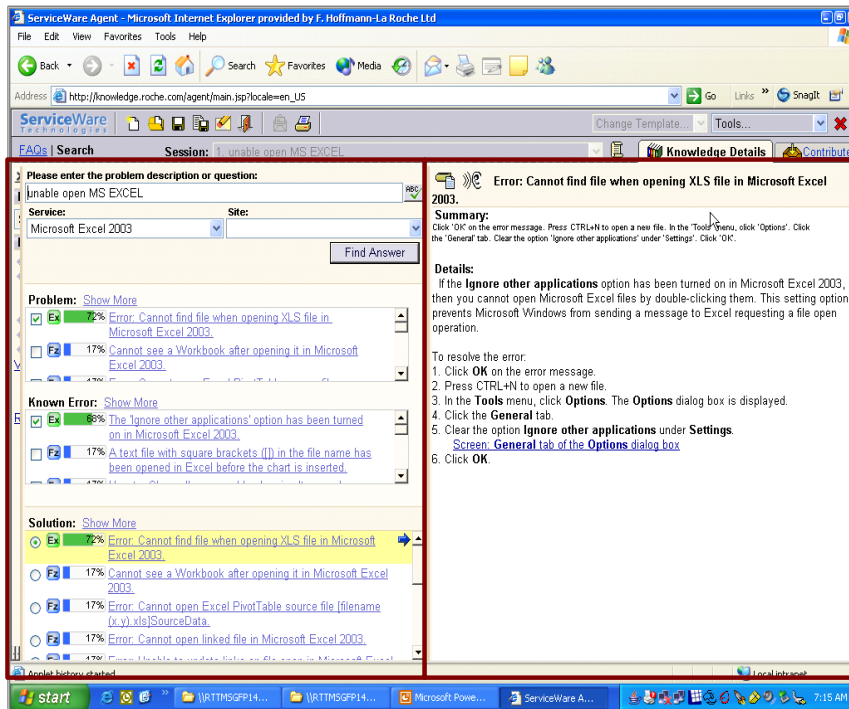 ServiceWare Agent - Microsoft Internet Explorer provided by F. Hoffmann-La Roche Ltd
File Edit View Favorites Tools Help
Back Search Favorites Media
Address http://knowledge.roche.com/agent/main.jsp?locale=en_US Go Links » SnagIt
ServiceWare
Technologies
Change Template... Tools...
FAQs | Search Session: 1. unable open MS EXCEL Knowledge Details Contribute
Please enter the problem description or question:
unable open MS EXCEL
ABC
Service: Site:
Microsoft Excel 2003
Find Answer
Problem: Show More
Ex 72% Error: Cannot find file when opening XLS file in
Microsoft Excel 2003.
Fz 17% Cannot see a Workbook after opening it in Microsoft
Excel 2003.
Known Error: Show More
Ex 68% The 'Ignore other applications' option has been turned
on in Microsoft Excel 2003.
Fz 17% A text file with square brackets ([]) in the file name has
been opened in Excel before the chart is inserted.
Solution: Show More
Ex 72% Error: Cannot find file when opening XLS file in Microsoft
Excel 2003.
Fz 17% Cannot see a Workbook after opening it in Microsoft Excel
2003.
Fz 17% Error: Cannot open Excel PivotTable source file [filename
(x.y).xls]SourceData.
Fz 17% Error: Cannot open linked file in Microsoft Excel 2003.
17% Error: Unable to update links on file open in Microsoft Excel
Error: Cannot find file when opening XLS file in Microsoft Excel
2003.
Summary:
Click 'OK' on the error message. Press CTRL+N to open a new file. In the 'Tools' menu, click 'Options'. Click
the 'General' tab. Clear the option 'Ignore other applications' under 'Settings'. Click 'OK'.
Details:
If the Ignore other applications option has been turned on in Microsoft Excel 2003,
then you cannot open Microsoft Excel files by double-clicking them. This setting option
prevents Microsoft Windows from sending a message to Excel requesting a file open
operation.
To resolve the error:
1. Click OK on the error message.
2. Press CTRL+N to open a new file.
3. In the Tools menu, click Options. The Options dialog box is displayed.
4. Click the General tab.
5. Clear the option Ignore other applications under Settings.
Screen: General tab of the Options dialog box
6. Click OK.
Applet history started Local intranet
start » \\RTTMSGFP14... \\RTTMSGFP14... Microsoft Powe... ServiceWare A... 7:15 AM